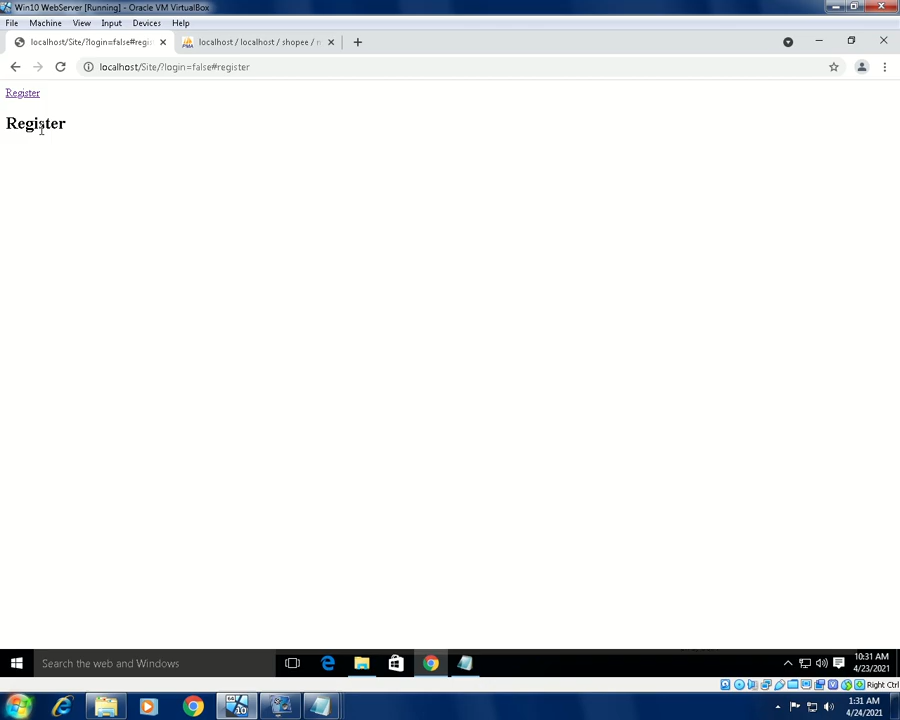 Win10 WebServer [Running] - Oracle VM VirtualBox
File Machine View Input Devices Help
localhost/Site/?login=false#regis
localhost / localhost / shopee / r
localhost/Site/?login=false#register
Register
Register
Search the web and Windows
10:31 AM
4/23/2021
Right Ctrl
1:31 AM
4/24/2021